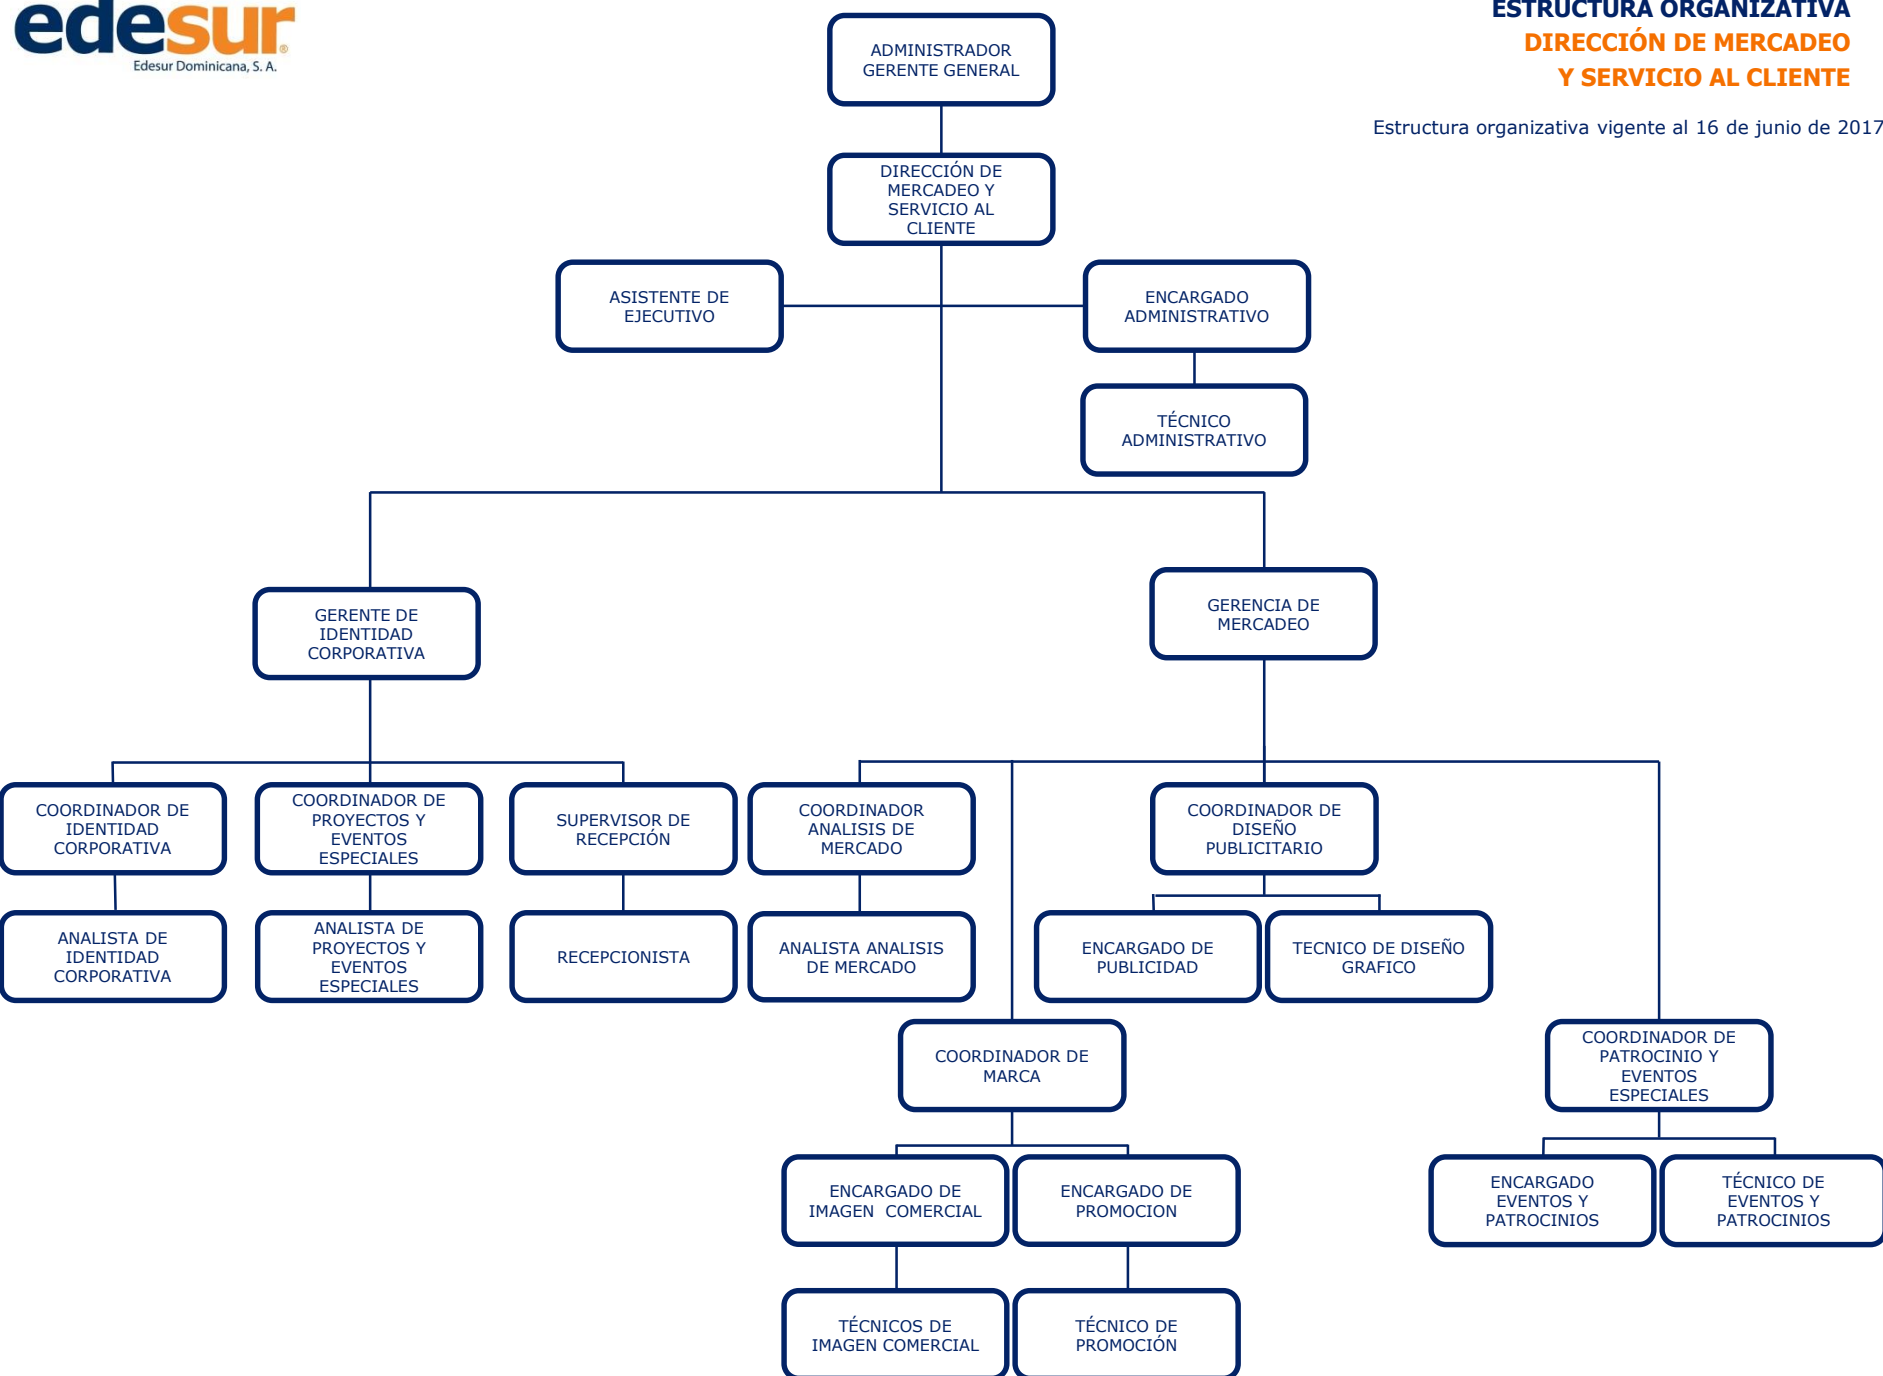 edesur®
Edesur Dominicana, S. A.
ESTRUCTURA ORGANIZATIVA
DIRECCIÓN DE MERCADEO
Y SERVICIO AL CLIENTE
Estructura organizativa vigente al 16 de junio de 2017
ADMINISTRADOR
GERENTE GENERAL
DIRECCIÓN DE
MERCADEO Y
SERVICIO AL
CLIENTE
ASISTENTE DE
EJECUTIVO
ENCARGADO
ADMINISTRATIVO
TÉCNICO
ADMINISTRATIVO
GERENTE DE
IDENTIDAD
CORPORATIVA
GERENCIA DE
MERCADEO
COORDINADOR DE
IDENTIDAD
CORPORATIVA
COORDINADOR DE
PROYECTOS Y
EVENTOS
ESPECIALES
SUPERVISOR DE
RECEPCIÓN
COORDINADOR
ANALISIS DE
MERCADO
COORDINADOR DE
DISEÑO
PUBLICITARIO
ANALISTA DE
IDENTIDAD
CORPORATIVA
ANALISTA DE
PROYECTOS Y
EVENTOS
ESPECIALES
RECEPCIONISTA
ANALISTA ANALISIS
DE MERCADO
ENCARGADO DE
PUBLICIDAD
TECNICO DE DISEÑO
GRAFICO
COORDINADOR DE
MARCA
COORDINADOR DE
PATROCINIO Y
EVENTOS
ESPECIALES
ENCARGADO DE
IMAGEN  COMERCIAL
ENCARGADO DE
PROMOCION
ENCARGADO
EVENTOS Y
PATROCINIOS
TÉCNICO DE
EVENTOS Y
PATROCINIOS
TÉCNICOS DE
IMAGEN COMERCIAL
TÉCNICO DE
PROMOCIÓN